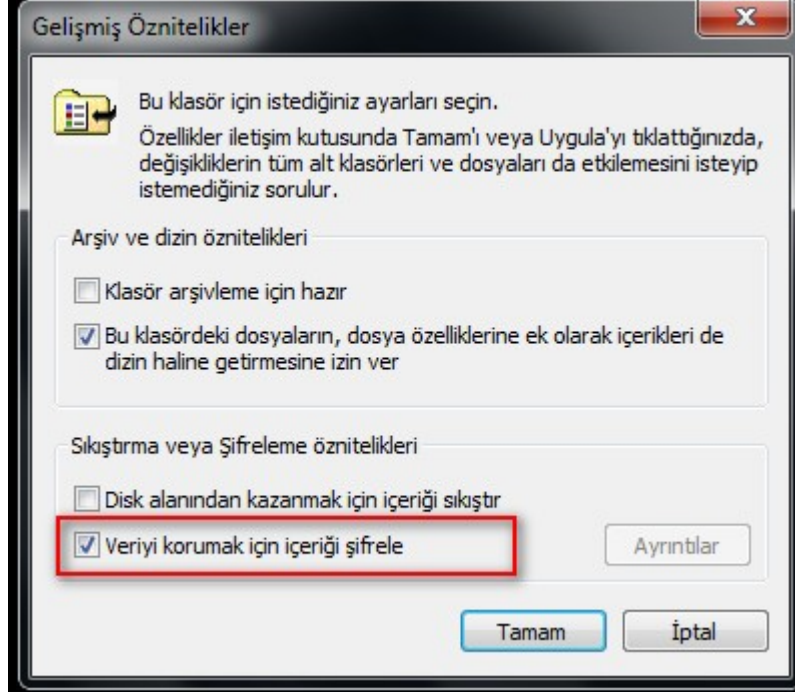 Gelişmiş Öznitelikler
Bu klasör için istediğiniz ayarları seçin.
Özellikler iletişim kutusunda Tamam'ı veya Uygula'yı tıklattığınızda,
değişikliklerin tüm alt klasörleri ve dosyaları da etkilemesini isteyip
istemediğiniz sorulur.
Arşiv ve dizin öznitelikleri
Klasör arşivleme için hazır
Bu klasördeki dosyaların, dosya özelliklerine ek olarak içerikleri de
dizin haline getirmesine izin ver
Sıkıştırma veya Şifreleme öznitelikleri
Disk alanından kazanmak için içeriği sıkıştır
Veriyi korumak için içeriği şifrele
Ayrıntılar
Tamam
İptal